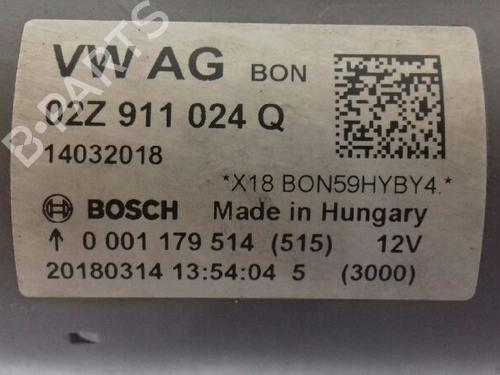 VW AG BON
02Z 911 024 Q
14032018
*X18 BON59HYBY4.*
BOSCH Made in Hungary
↑ 0 001 179 514 (515) 12V
20180314 13:54:04 5 (3000)
B-PARTS